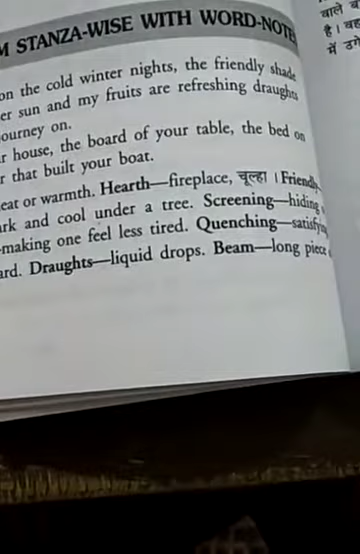 M STANZA-WISE WITH WORD-NOTE
on the cold winter nights, the friendly shade
er sun and my fruits are refreshing draughts
ourney on.
r house, the board of your table, the bed on
r that built your boat.
eat or warmth. Hearth—fireplace, चूल्हा । Friendly
ark and cool under a tree. Screening—hiding
-making one feel less tired. Quenching—satisfyin
ard. Draughts—liquid drops. Beam—long piece
वाले
है। वह
में उगे